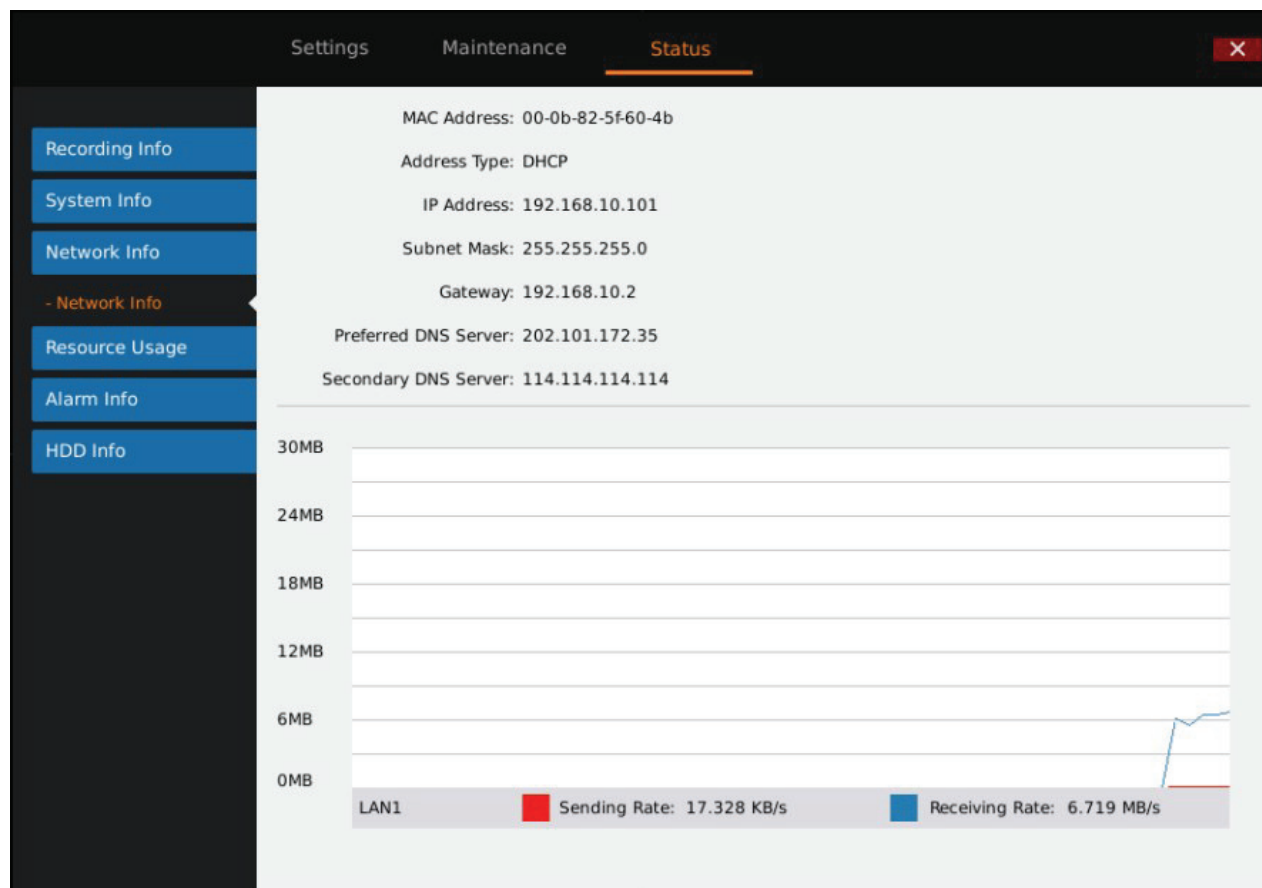 Settings Maintenance Status
Recording Info
System Info
Network Info
- Network Info
Resource Usage
Alarm Info
HDD Info
MAC Address: 00-0b-82-5f-60-4b
Address Type: DHCP
IP Address: 192.168.10.101
Subnet Mask: 255.255.255.0
Gateway: 192.168.10.2
Preferred DNS Server: 202.101.172.35
Secondary DNS Server: 114.114.114.114
30MB
24MB
18MB
12MB
6MB
0MB
LAN1 Sending Rate: 17.328 KB/s Receiving Rate: 6.719 MB/s